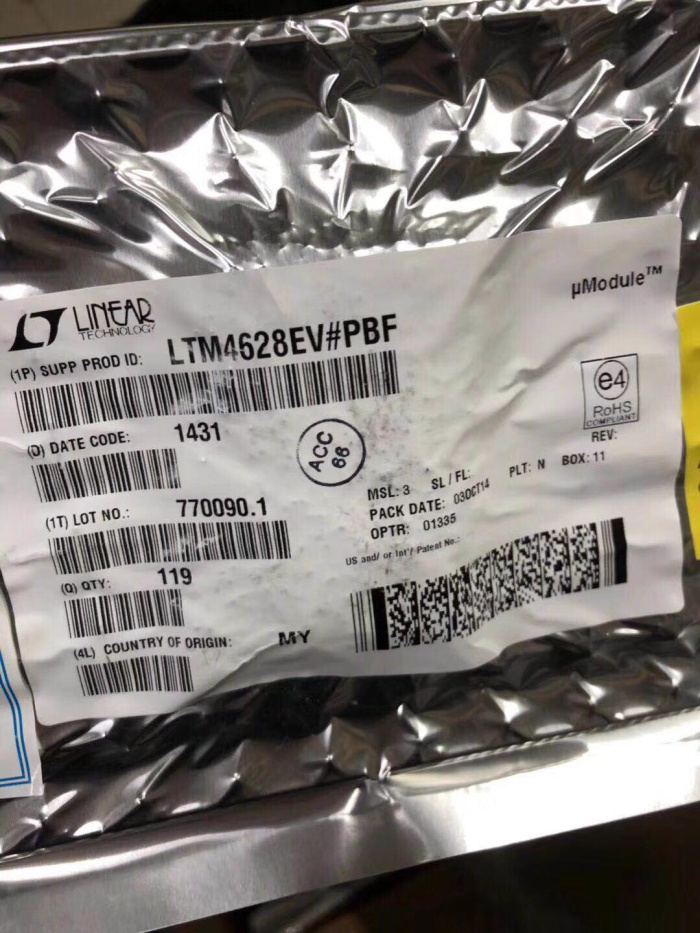 LINEAR
TECHNOLOGY
µModule™
(1P) SUPP PROD ID: LTM4628EV#PBF
e4
RoHS
COMPLIANT
(D) DATE CODE: 1431
ACC
68
REV:
MSL: 3 SL / FL: PLT: N BOX: 11
PACK DATE: 03OCT14
OPTR: 01335
(1T) LOT NO.: 770090.1
US and/ or Int'/ Patent No.:
(Q) QTY: 119
(4L) COUNTRY OF ORIGIN: MY